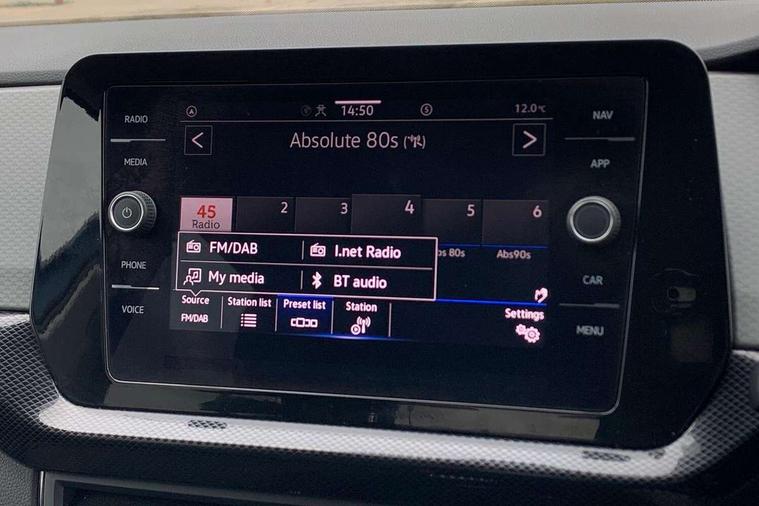 14:50
12.0°C
RADIO
MEDIA
PHONE
VOICE
NAV
APP
CAR
MENU
< Absolute 80s >
45 Radio
2
3
4
5
6
bs 80s
Abs90s
FM/DAB
I.net Radio
My media
BT audio
Source
FM/DAB
Station list
Preset list
Station
Settings